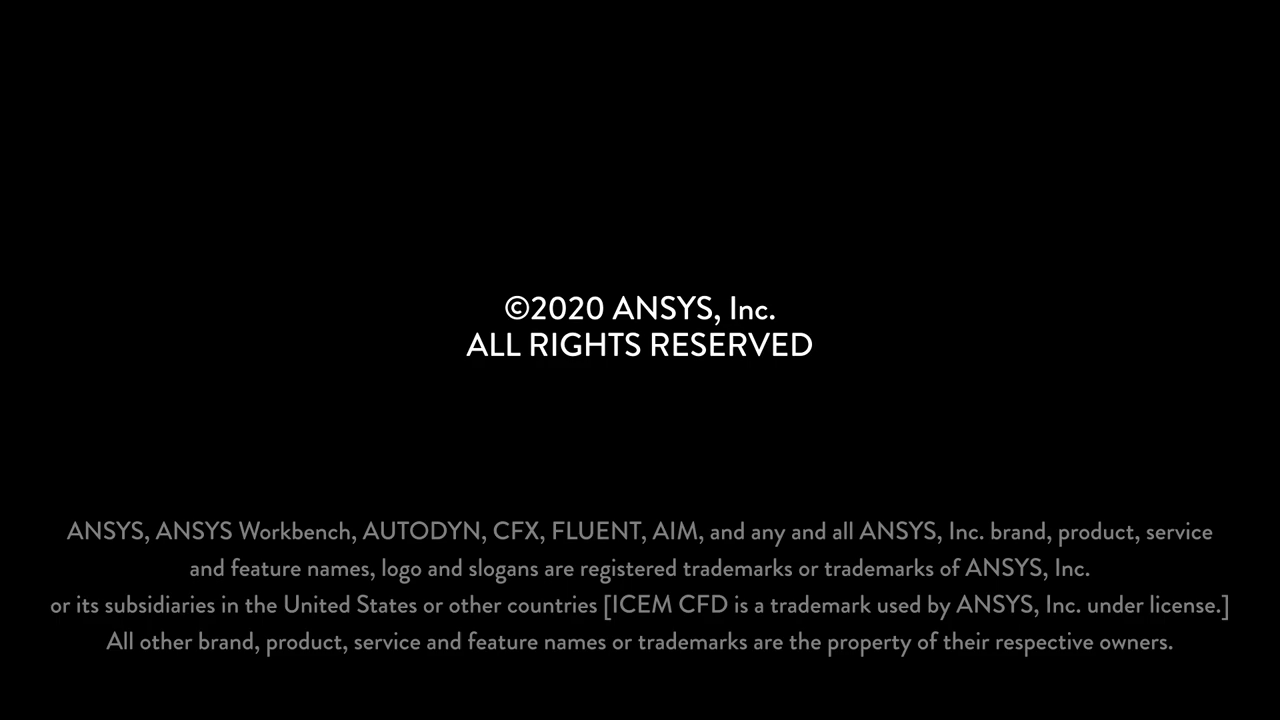 ©2020 ANSYS, Inc.
ALL RIGHTS RESERVED
ANSYS, ANSYS Workbench, AUTODYN, CFX, FLUENT, AIM, and any and all ANSYS, Inc. brand, product, service
and feature names, logo and slogans are registered trademarks or trademarks of ANSYS, Inc.
or its subsidiaries in the United States or other countries [ICEM CFD is a trademark used by ANSYS, Inc. under license.]
All other brand, product, service and feature names or trademarks are the property of their respective owners.